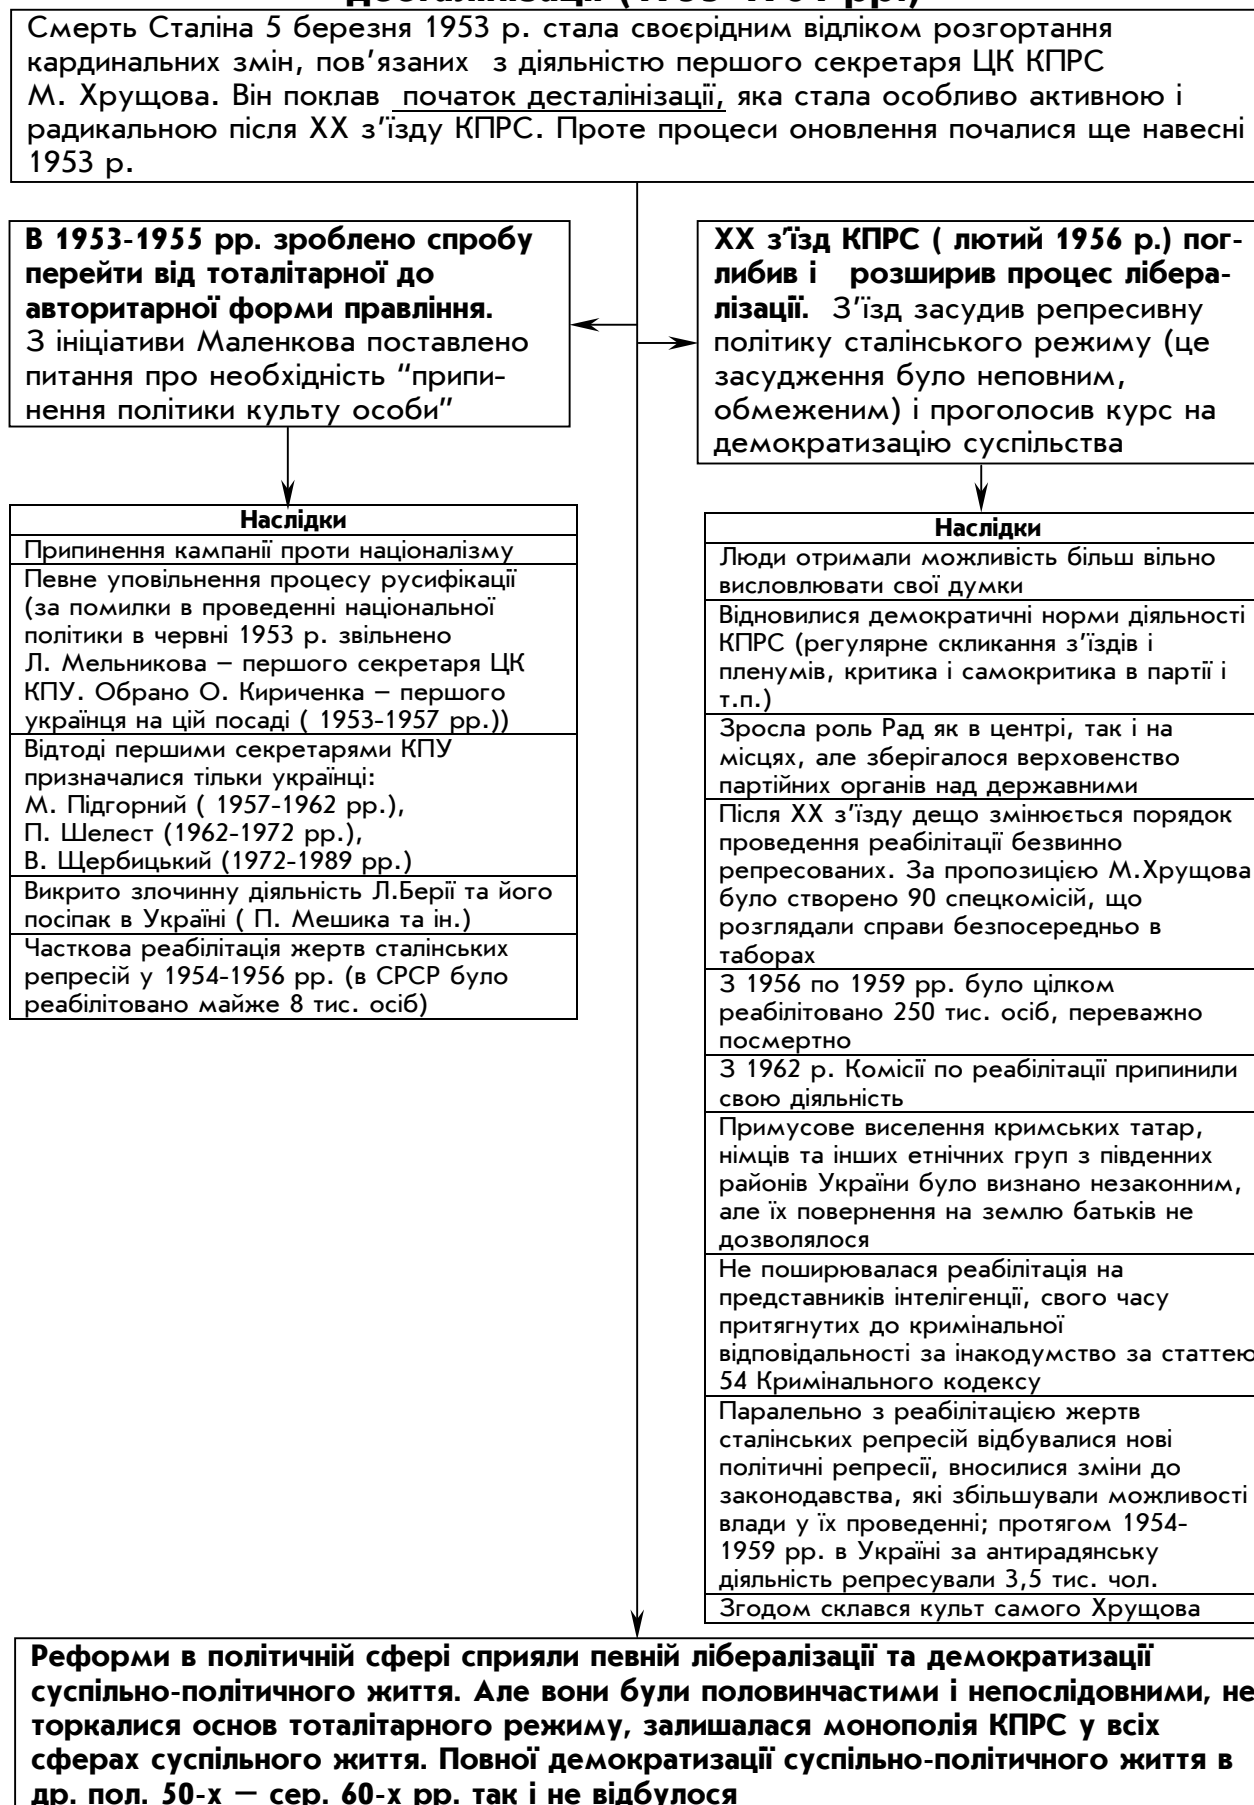 десталінізації (1953-1964 рр.)
Смерть Сталіна 5 березня 1953 р. стала своєрідним відліком розгортання
кардинальних змін, пов’язаних з діяльністю першого секретаря ЦК КПРС
М. Хрущова. Він поклав початок десталінізації, яка стала особливо активною і
радикальною після ХХ з’їзду КПРС. Проте процеси оновлення почалися ще навесні
1953 р.
В 1953-1955 рр. зроблено спробу
перейти від тоталітарної до
авторитарної форми правління.
З ініціативи Маленкова поставлено
питання про необхідність “припи-
нення політики культу особи”
Наслідки
Припинення кампанії проти націоналізму
Певне уповільнення процесу русифікації
(за помилки в проведенні національної
політики в червні 1953 р. звільнено
Л. Мельникова — першого секретаря ЦК
КПУ. Обрано О. Кириченка — першого
українця на цій посаді ( 1953-1957 рр.))
Відтоді першими секретарями КПУ
призначалися тільки українці:
М. Підгорний ( 1957-1962 рр.),
П. Шелест (1962-1972 рр.),
В. Щербицький (1972-1989 рр.)
Викрито злочинну діяльність Л.Берії та його
посіпак в Україні ( П. Мешика та ін.)
Часткова реабілітація жертв сталінських
репресій у 1954-1956 рр. (в СРСР було
реабілітовано майже 8 тис. осіб)
ХХ з’їзд КПРС ( лютий 1956 р.) пог-
либив і розширив процес лібера-
лізації. З’їзд засудив репресивну
політику сталінського режиму (це
засудження було неповним,
обмеженим) і проголосив курс на
демократизацію суспільства
Наслідки
Люди отримали можливість більш вільно
висловлювати свої думки
Відновилися демократичні норми діяльності
КПРС (регулярне скликання з’їздів і
пленумів, критика і самокритика в партії і
т.п.)
Зросла роль Рад як в центрі, так і на
місцях, але зберігалося верховенство
партійних органів над державними
Після ХХ з’їзду дещо змінюється порядок
проведення реабілітації безвинно
репресованих. За пропозицією М.Хрущова
було створено 90 спецкомісій, що
розглядали справи безпосередньо в
таборах
З 1956 по 1959 рр. було цілком
реабілітовано 250 тис. осіб, переважно
посмертно
З 1962 р. Комісії по реабілітації припинили
свою діяльність
Примусове виселення кримських татар,
німців та інших етнічних груп з південних
районів України було визнано незаконним,
але їх повернення на землю батьків не
дозволялося
Не поширювалася реабілітація на
представників інтелігенції, свого часу
притягнутих до кримінальної
відповідальності за інакодумство за статтею
54 Кримінального кодексу
Паралельно з реабілітацією жертв
сталінських репресій відбувалися нові
політичні репресії, вносилися зміни до
законодавства, які збільшували можливості
влади у їх проведенні; протягом 1954-
1959 рр. в Україні за антирадянську
діяльність репресували 3,5 тис. чол.
Згодом склався культ самого Хрущова
Реформи в політичній сфері сприяли певній лібералізації та демократизації
суспільно-політичного життя. Але вони були половинчастими і непослідовними, не
торкалися основ тоталітарного режиму, залишалася монополія КПРС у всіх
сферах суспільного життя. Повної демократизації суспільно-політичного життя в
др. пол. 50-х — сер. 60-х рр. так і не відбулося